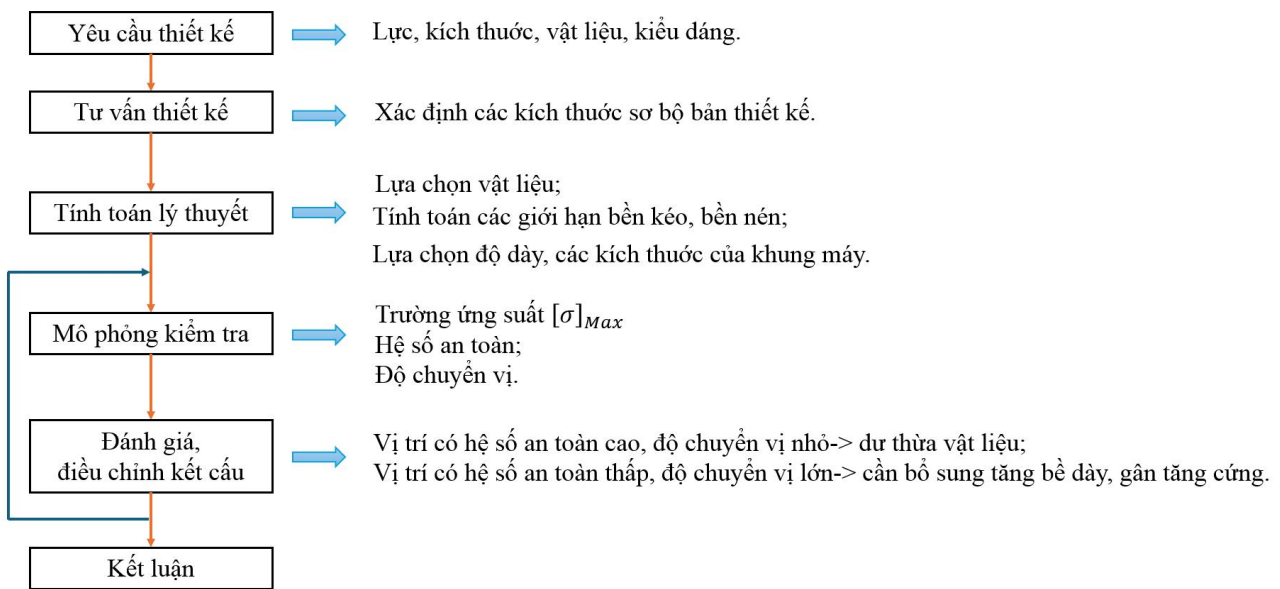 Yêu cầu thiết kế
Lực, kích thước, vật liệu, kiểu dáng.
Tư vấn thiết kế
Xác định các kích thước sơ bộ bản thiết kế.
Tính toán lý thuyết
Lựa chọn vật liệu;
Tính toán các giới hạn bền kéo, bền nén;
Lựa chọn độ dày, các kích thước của khung máy.
Mô phỏng kiểm tra
Trường ứng suất [σ]Max
Hệ số an toàn;
Độ chuyển vị.
Đánh giá,
điều chỉnh kết cấu
Vị trí có hệ số an toàn cao, độ chuyển vị nhỏ-> dư thừa vật liệu;
Vị trí có hệ số an toàn thấp, độ chuyển vị lớn-> cần bổ sung tăng bề dày, gân tăng cứng.
Kết luận